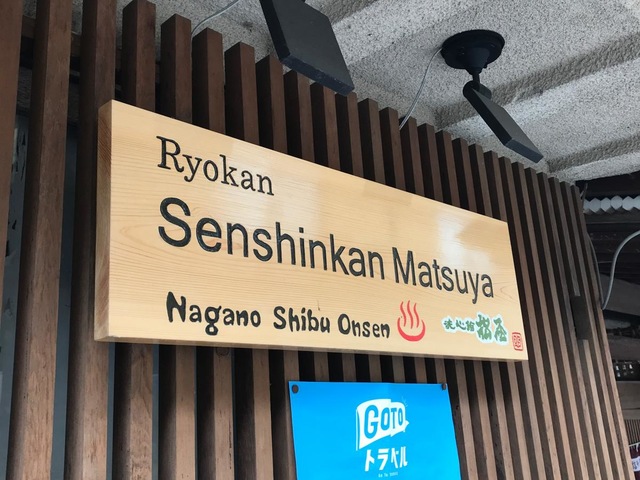 Ryokan
Senshinkan Matsuya
Nagano Shibu Onsen
洗心館 松屋
GOTO
トラベル